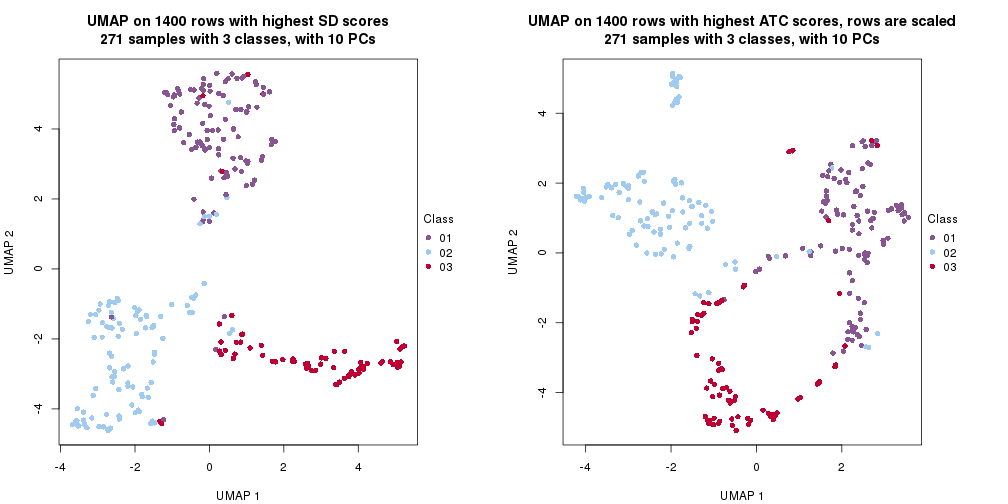 UMAP on 1400 rows with highest SD scores
271 samples with 3 classes, with 10 PCs
UMAP 2
4
2
0
-2
-4
-4
-2
0
2
4
UMAP 1
Class
01
02
03
UMAP on 1400 rows with highest ATC scores, rows are scaled
271 samples with 3 classes, with 10 PCs
UMAP 2
4
2
0
-2
-4
-4
-2
0
2
UMAP 1
Class
01
02
03